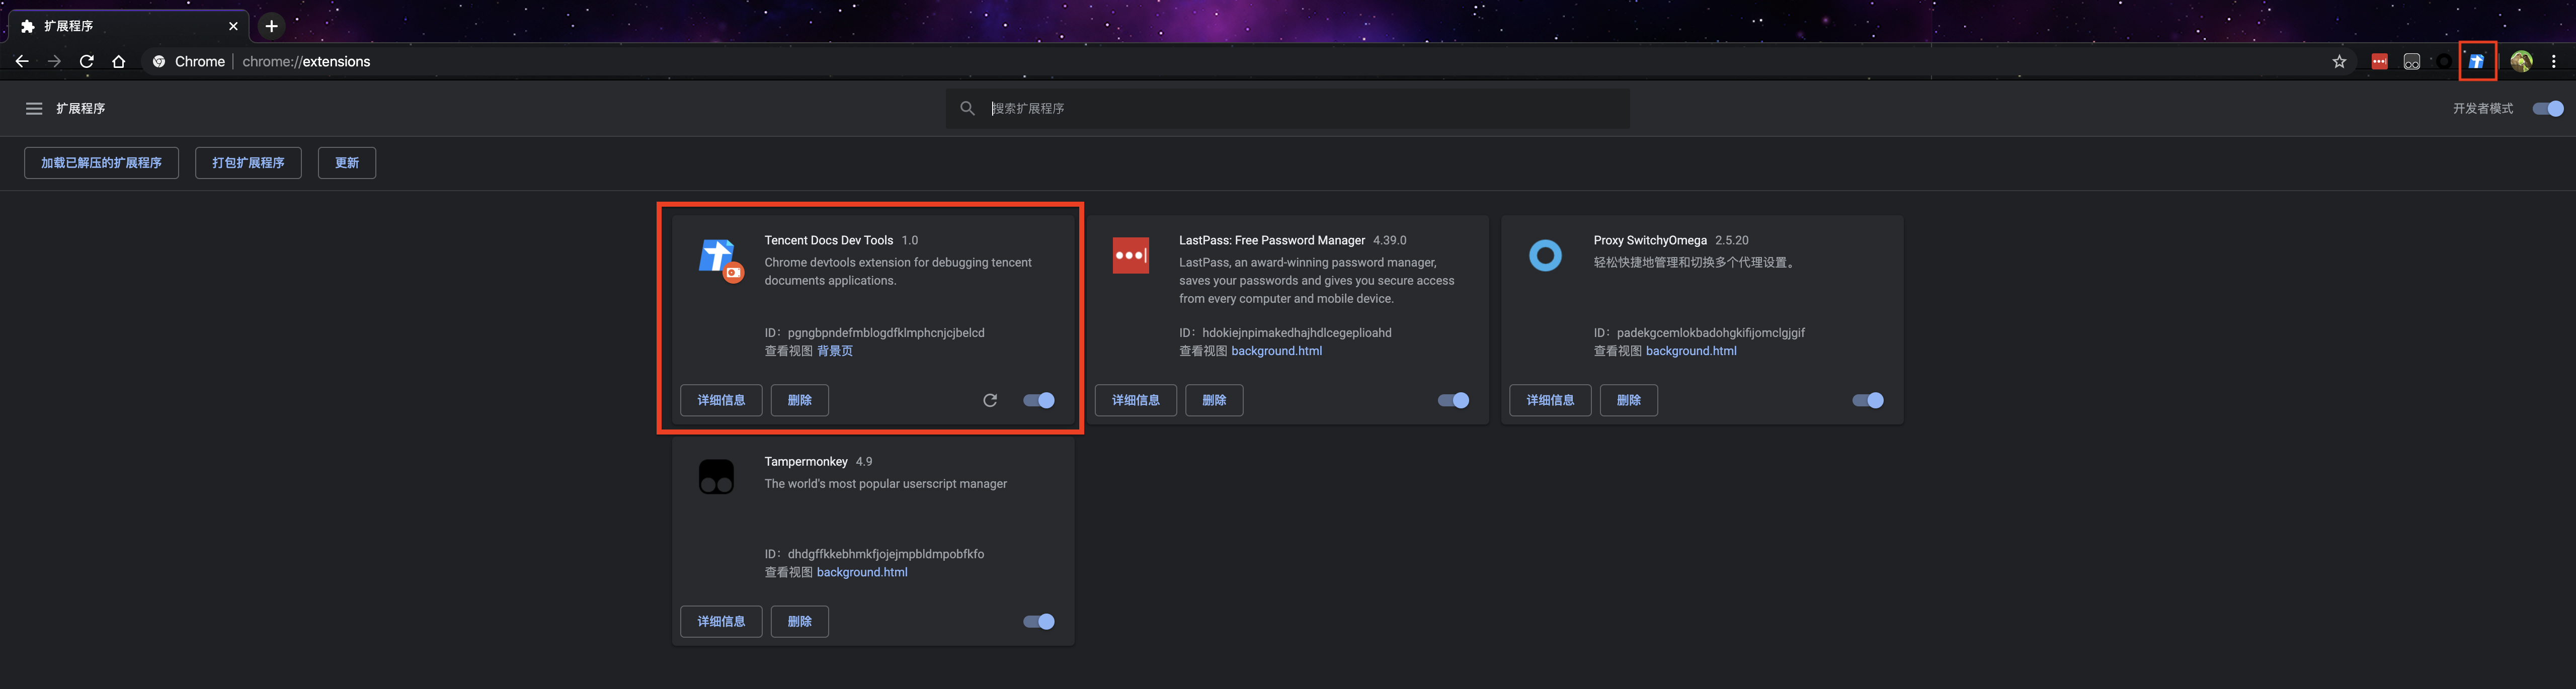 扩展程序
Chrome chrome://extensions
扩展程序
搜索扩展程序
开发者模式
加载已解压的扩展程序
打包扩展程序
更新
Tencent Docs Dev Tools 1.0
Chrome devtools extension for debugging tencent
documents applications.
ID：pgngbpndefmblogdfklmphcnjcjbelcd
查看视图 背景页
详细信息
删除
LastPass: Free Password Manager 4.39.0
LastPass, an award-winning password manager,
saves your passwords and gives you secure access
from every computer and mobile device.
ID：hdokiejnpimakedhajhdlcegeplioahd
查看视图 background.html
详细信息
删除
Proxy SwitchyOmega 2.5.20
轻松快捷地管理和切换多个代理设置。
ID：padekgcemlokbadohgkifijomclgjgif
查看视图 background.html
详细信息
删除
Tampermonkey 4.9
The world's most popular userscript manager
ID：dhdgffkkebhmkfjojejmpbldmpobfkfo
查看视图 background.html
详细信息
删除